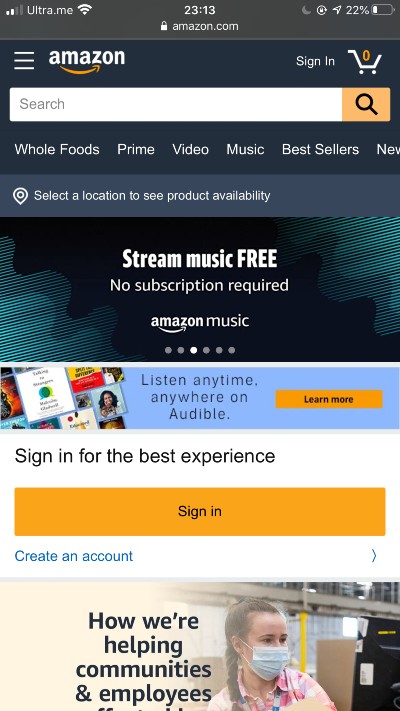 Ultra.me 23:13 22%
amazon.com
amazon Sign In 0
Search
Whole Foods Prime Video Music Best Sellers New
Select a location to see product availability
Stream music FREE
No subscription required
amazon music
Talking to Strangers
Malcolm Gladwell
Listen anytime,
anywhere on
Audible.
Learn more
Sign in for the best experience
Sign in
Create an account
How we're
helping
communities
& employees